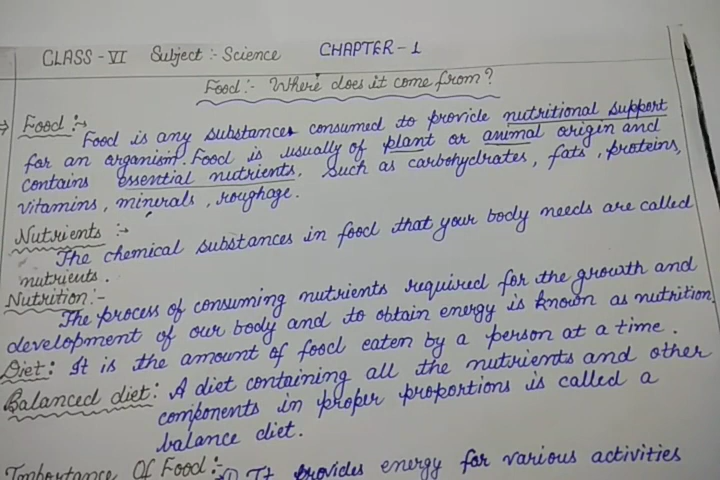 CLASS - VI Subject :- Science CHAPTER - 1
Food :- Where does it come from?
→ Food :→
Food is any substances consumed to provide nutritional support
for an organism. Food is usually of plant or animal origin and
contains essential nutrients. Such as carbohydrates, fats, proteins,
vitamins, minerals, roughage.
Nutrients :→
The chemical substances in food that your body needs are called
nutrients.
Nutrition :-
The process of consuming nutrients required for the growth and
development of our body and to obtain energy is known as nutrition.
Diet: It is the amount of food eaten by a person at a time.
Balanced diet: A diet containing all the nutrients and other
components in proper proportions is called a
balance diet.
Importance Of Food :- 1) It provides energy for various activities